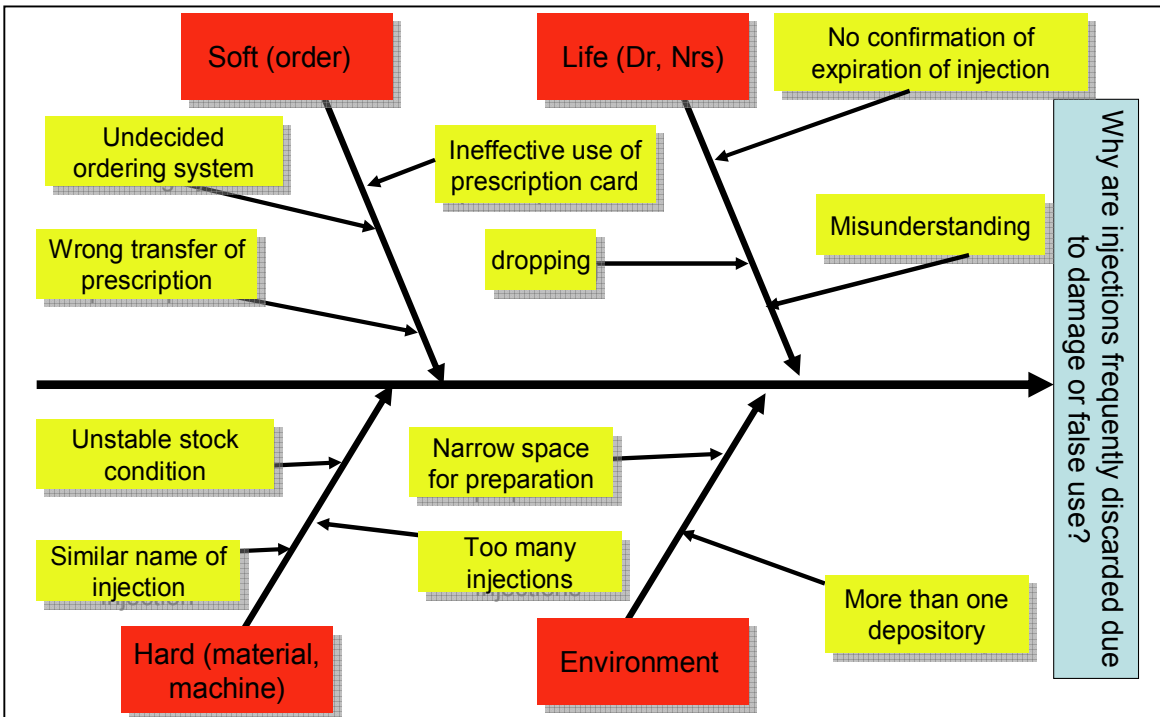 Soft (order)
Life (Dr, Nrs)
No confirmation of
expiration of injection
Undecided
ordering system
Ineffective use of
prescription card
Misunderstanding
Wrong transfer of
prescription
dropping
Why are injections frequently discarded due
to damage or false use?
Unstable stock
condition
Narrow space
for preparation
Similar name of
injection
Too many
injections
More than one
depository
Hard (material,
machine)
Environment